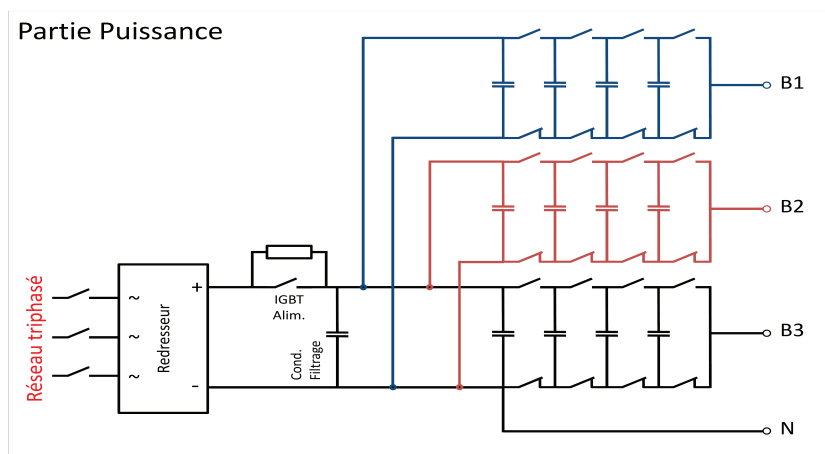 Partie Puissance
B1
B2
B3
N
Réseau triphasé
~
~
~
Redresseur
+
-
IGBT
Alim.
Cond.
Filtrage